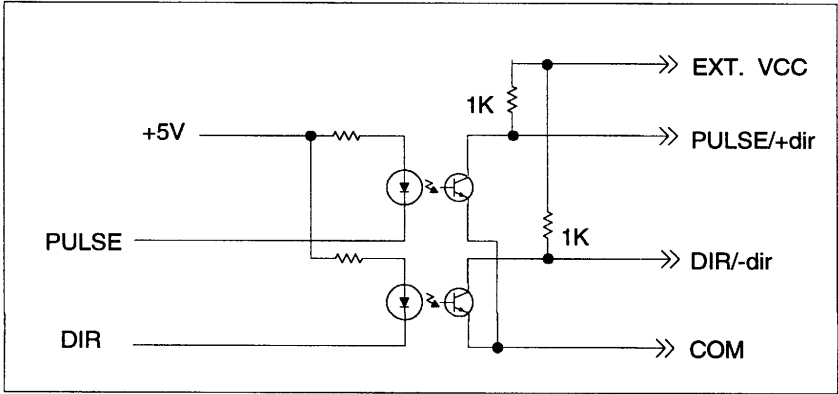 EXT. VCC
1K
+5V
PULSE/+dir
PULSE
1K
DIR/-dir
DIR
COM